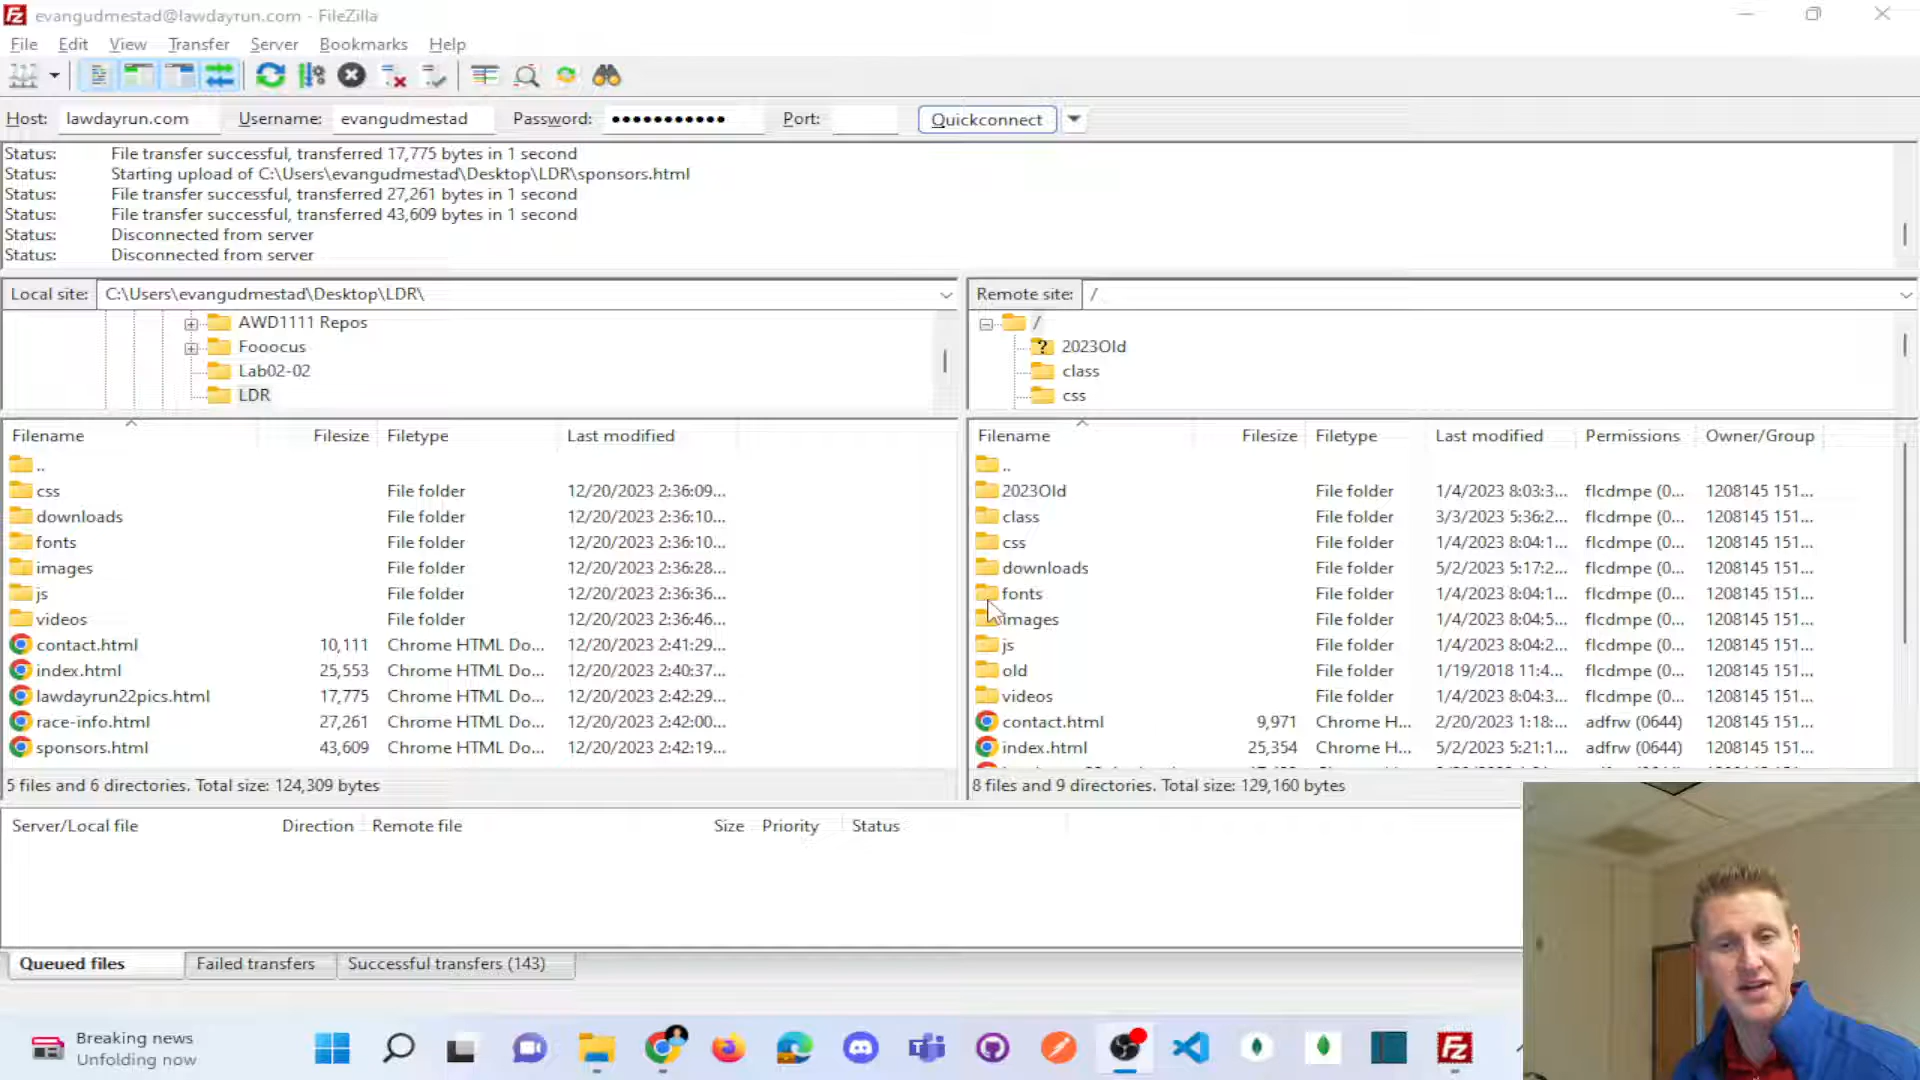 evangudmestad@lawdayrun.com - FileZilla
File Edit View Transfer Server Bookmarks Help
Host: lawdayrun.com Username: evangudmestad Password: ●●●●●●●●●●● Port: Quickconnect
Status: File transfer successful, transferred 17,775 bytes in 1 second
Status: Starting upload of C:\Users\evangudmestad\Desktop\LDR\sponsors.html
Status: File transfer successful, transferred 27,261 bytes in 1 second
Status: File transfer successful, transferred 43,609 bytes in 1 second
Status: Disconnected from server
Status: Disconnected from server
Local site: C:\Users\evangudmestad\Desktop\LDR\
AWD1111 Repos
Fooocus
Lab02-02
LDR
Filename Filesize Filetype Last modified
..
css File folder 12/20/2023 2:36:09...
downloads File folder 12/20/2023 2:36:10...
fonts File folder 12/20/2023 2:36:10...
images File folder 12/20/2023 2:36:28...
js File folder 12/20/2023 2:36:36...
videos File folder 12/20/2023 2:36:46...
contact.html 10,111 Chrome HTML Do... 12/20/2023 2:41:29...
index.html 25,553 Chrome HTML Do... 12/20/2023 2:40:37...
lawdayrun22pics.html 17,775 Chrome HTML Do... 12/20/2023 2:42:29...
race-info.html 27,261 Chrome HTML Do... 12/20/2023 2:42:00...
sponsors.html 43,609 Chrome HTML Do... 12/20/2023 2:42:19...
5 files and 6 directories. Total size: 124,309 bytes
Remote site: /
/
2023Old
class
css
Filename Filesize Filetype Last modified Permissions Owner/Group
..
2023Old File folder 1/4/2023 8:03:3... flcdmpe (0... 1208145 151...
class File folder 3/3/2023 5:36:2... flcdmpe (0... 1208145 151...
css File folder 1/4/2023 8:04:1... flcdmpe (0... 1208145 151...
downloads File folder 5/2/2023 5:17:2... flcdmpe (0... 1208145 151...
fonts File folder 1/4/2023 8:04:1... flcdmpe (0... 1208145 151...
images File folder 1/4/2023 8:04:5... flcdmpe (0... 1208145 151...
js File folder 1/4/2023 8:04:2... flcdmpe (0... 1208145 151...
old File folder 1/19/2018 11:4... flcdmpe (0... 1208145 151...
videos File folder 1/4/2023 8:04:3... flcdmpe (0... 1208145 151...
contact.html 9,971 Chrome H... 2/20/2023 1:18:... adfrw (0644) 1208145 151...
index.html 25,354 Chrome H... 5/2/2023 5:21:1... adfrw (0644) 1208145 151...
8 files and 9 directories. Total size: 129,160 bytes
Server/Local file Direction Remote file Size Priority Status
Queued files Failed transfers Successful transfers (143)
Breaking news
Unfolding now